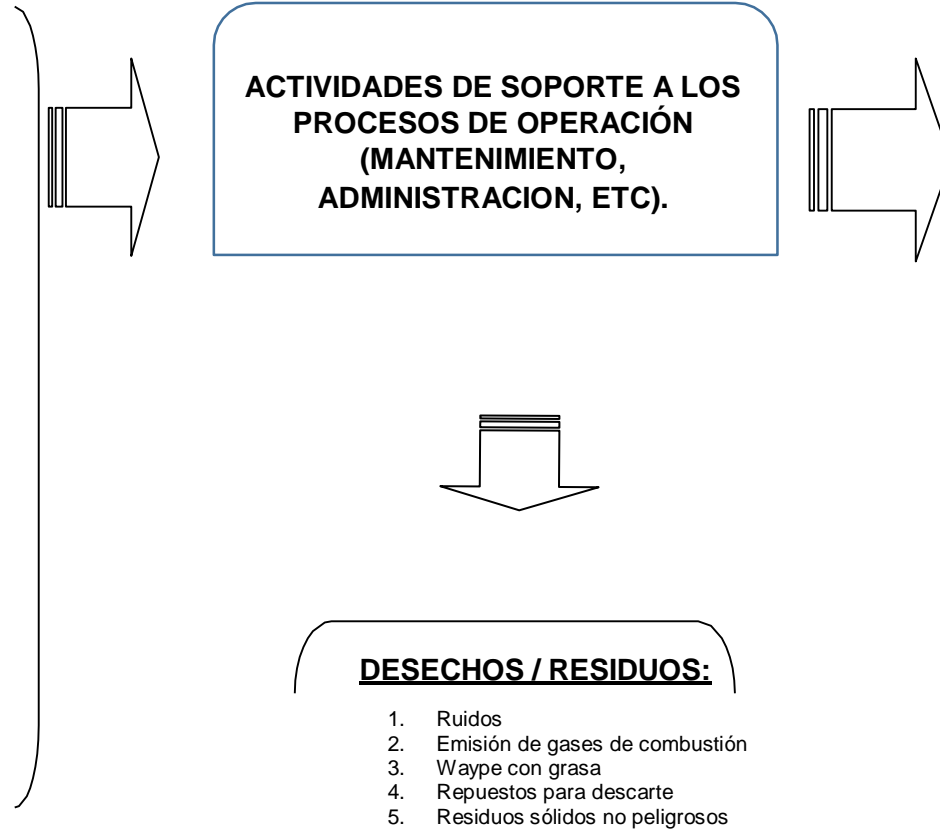 ACTIVIDADES DE SOPORTE A LOS
PROCESOS DE OPERACIÓN
(MANTENIMIENTO,
ADMINISTRACION, ETC).
DESECHOS / RESIDUOS:
1. Ruidos
2. Emisión de gases de combustión
3. Waype con grasa
4. Repuestos para descarte
5. Residuos sólidos no peligrosos